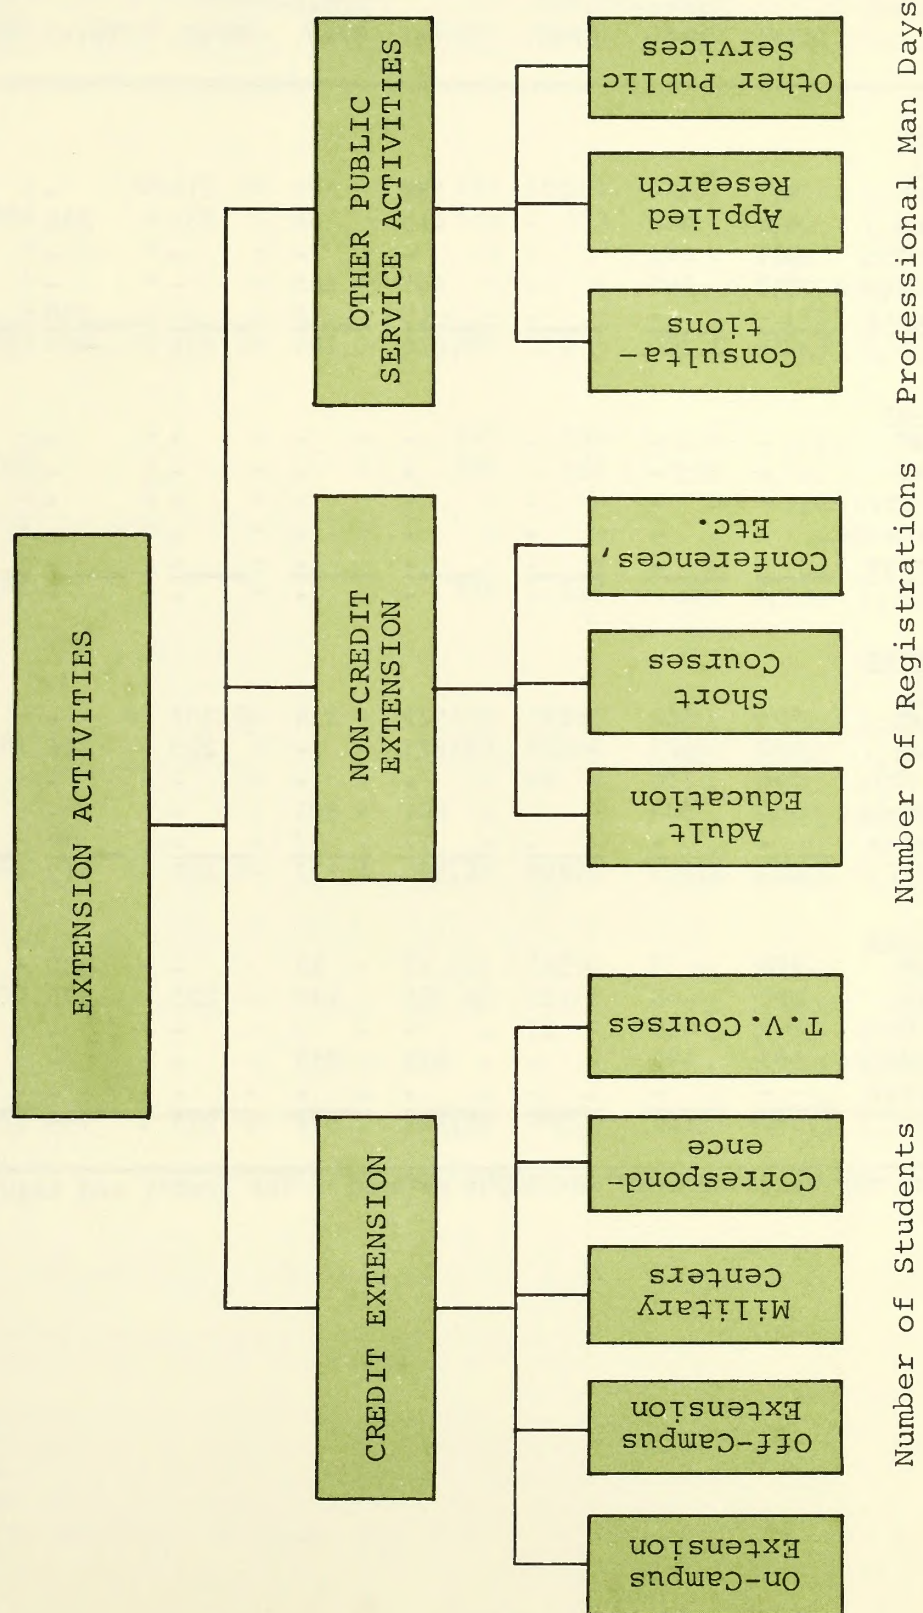 EXTENSION ACTIVITIES
CREDIT EXTENSION
NON-CREDIT
EXTENSION
OTHER PUBLIC
SERVICE ACTIVITIES
On-Campus
Extension
Off-Campus
Extension
Military
Centers
Correspond-
ence
T.V. Courses
Adult
Education
Short
Courses
Conferences,
Etc.
Consulta-
tions
Applied
Research
Other Public
Services
Number of Students
Number of Registrations
Professional Man Days